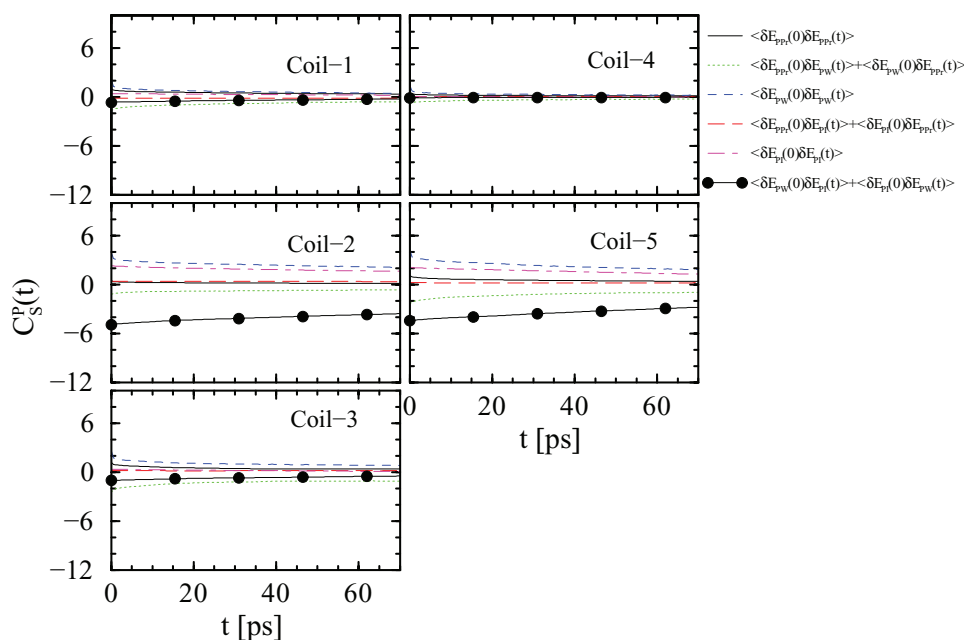 6
0
−6
−12
Coil−1
Coil−4
<δE_PPr(0)δE_PPr(t)>
<δE_PPr(0)δE_PW(t)>+<δE_PW(0)δE_PPr(t)>
<δE_PW(0)δE_PW(t)>
<δE_PPr(0)δE_PI(t)>+<δE_PI(0)δE_PPr(t)>
<δE_PI(0)δE_PI(t)>
<δE_PW(0)δE_PI(t)>+<δE_PI(0)δE_PW(t)>
6
0
−6
−12
C_S^P(t)
Coil−2
Coil−5
0 20 40 60
t [ps]
6
0
−6
−12
Coil−3
0 20 40 60
t [ps]